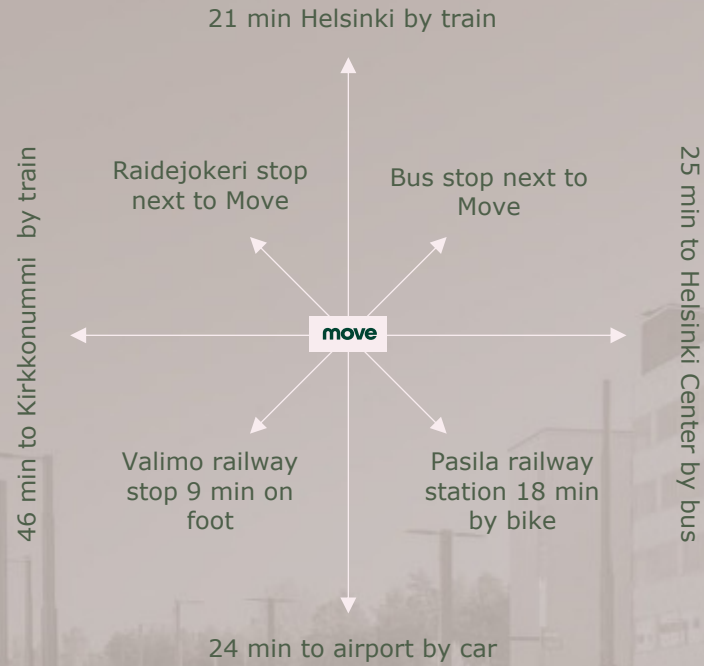 21 min Helsinki by train
Raidejokeri stop
next to Move
Bus stop next to
Move
46 min to Kirkkonummi by train
25 min to Helsinki Center by bus
move
Valimo railway
stop 9 min on
foot
Pasila railway
station 18 min
by bike
24 min to airport by car